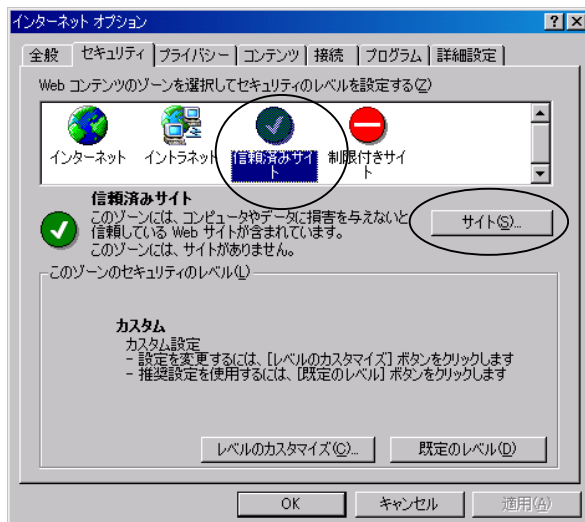 インターネット オプション
全般 セキュリティ プライバシー コンテンツ 接続 プログラム 詳細設定
Web コンテンツのゾーンを選択してセキュリティのレベルを設定する(Z)
インターネット イントラネット 信頼済みサイト 制限付きサイト
信頼済みサイト
このゾーンには、コンピュータやデータに損害を与えないと
信頼している Web サイトが含まれています。
このゾーンには、サイトがありません。
サイト(S)...
このゾーンのセキュリティのレベル(L)
カスタム
カスタム設定
- 設定を変更するには、[レベルのカスタマイズ] ボタンをクリックします
- 推奨設定を使用するには、[既定のレベル] ボタンをクリックします
レベルのカスタマイズ(C)... 既定のレベル(D)
OK キャンセル 適用(A)